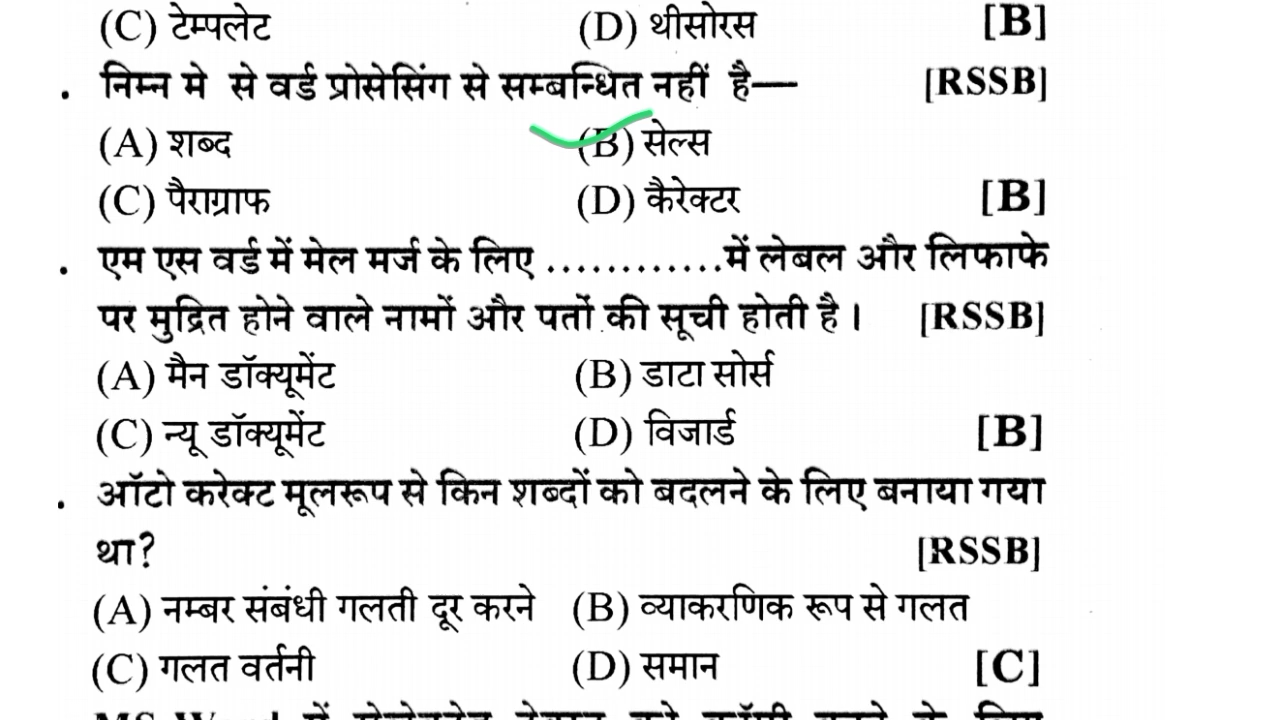 (C) टेम्पलेट (D) थीसोरस [B]
. निम्न मे से वर्ड प्रोसेसिंग से सम्बन्धित नहीं है— [RSSB]
(A) शब्द (B) सेल्स
(C) पैराग्राफ (D) कैरेक्टर [B]
. एम एस वर्ड में मेल मर्ज के लिए .............में लेबल और लिफाफे
पर मुद्रित होने वाले नामों और पतों की सूची होती है। [RSSB]
(A) मैन डॉक्यूमेंट (B) डाटा सोर्स
(C) न्यू डॉक्यूमेंट (D) विजार्ड [B]
. ऑटो करेक्ट मूलरूप से किन शब्दों को बदलने के लिए बनाया गया
था? [RSSB]
(A) नम्बर संबंधी गलती दूर करने (B) व्याकरणिक रूप से गलत
(C) गलत वर्तनी (D) समान [C]